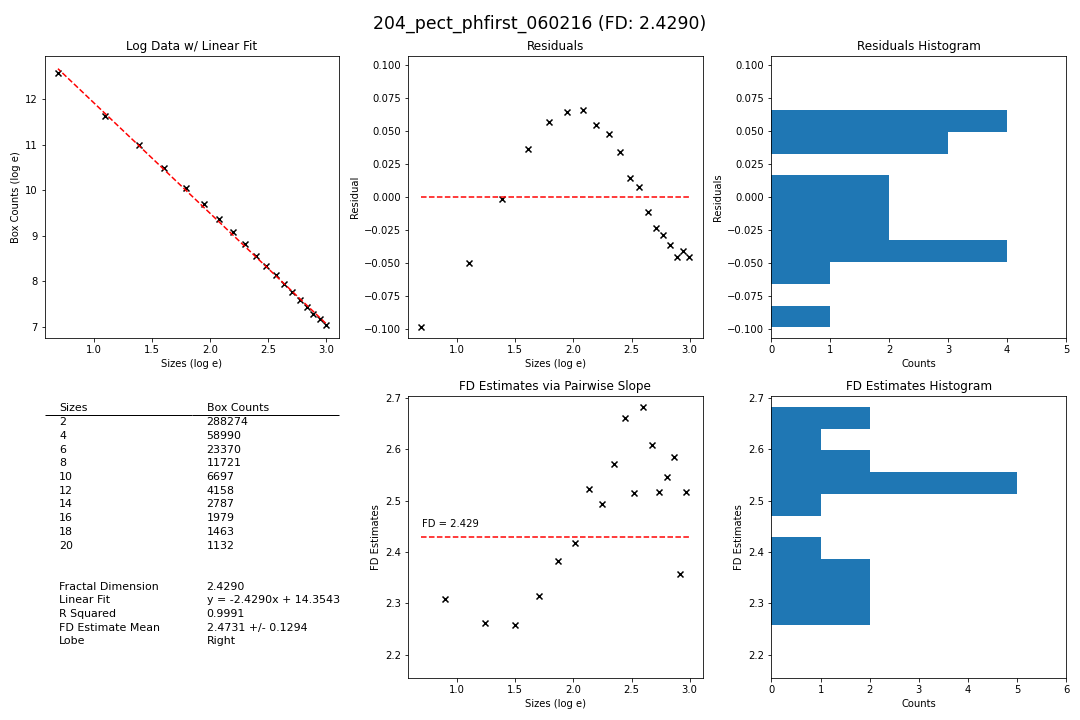 204_pect_phfirst_060216 (FD: 2.4290)
Log Data w/ Linear Fit
Box Counts (log e)
12
11
10
9
8
7
1.0 1.5 2.0 2.5 3.0
Sizes (log e)
Residuals
Residual
0.100
0.075
0.050
0.025
0.000
−0.025
−0.050
−0.075
−0.100
1.0 1.5 2.0 2.5 3.0
Sizes (log e)
Residuals Histogram
Residuals
0.100
0.075
0.050
0.025
0.000
−0.025
−0.050
−0.075
−0.100
0 1 2 3 4 5
Counts
Sizes Box Counts
2 288274
4 58990
6 23370
8 11721
10 6697
12 4158
14 2787
16 1979
18 1463
20 1132
Fractal Dimension 2.4290
Linear Fit y = -2.4290x + 14.3543
R Squared 0.9991
FD Estimate Mean 2.4731 +/- 0.1294
Lobe Right
FD Estimates via Pairwise Slope
FD Estimates
2.7
2.6
2.5
2.4
2.3
2.2
FD = 2.429
1.0 1.5 2.0 2.5 3.0
Sizes (log e)
FD Estimates Histogram
FD Estimates
2.7
2.6
2.5
2.4
2.3
2.2
0 1 2 3 4 5 6
Counts